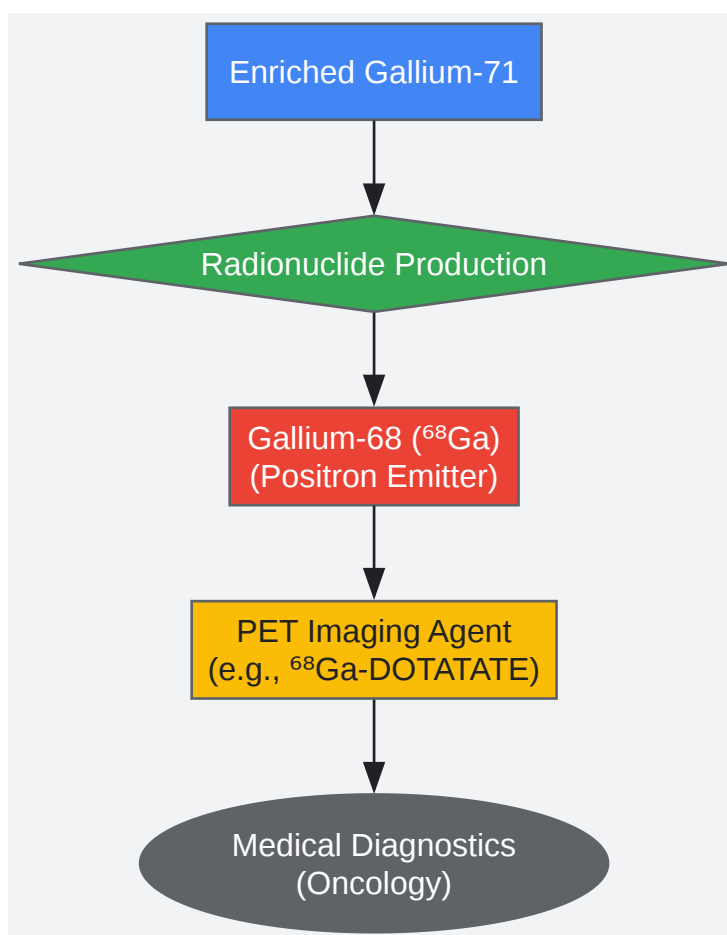 Enriched Gallium-71
Radionuclide Production
Gallium-68 (⁶⁸Ga)
(Positron Emitter)
PET Imaging Agent
(e.g., ⁶⁸Ga-DOTATATE)
Medical Diagnostics
(Oncology)